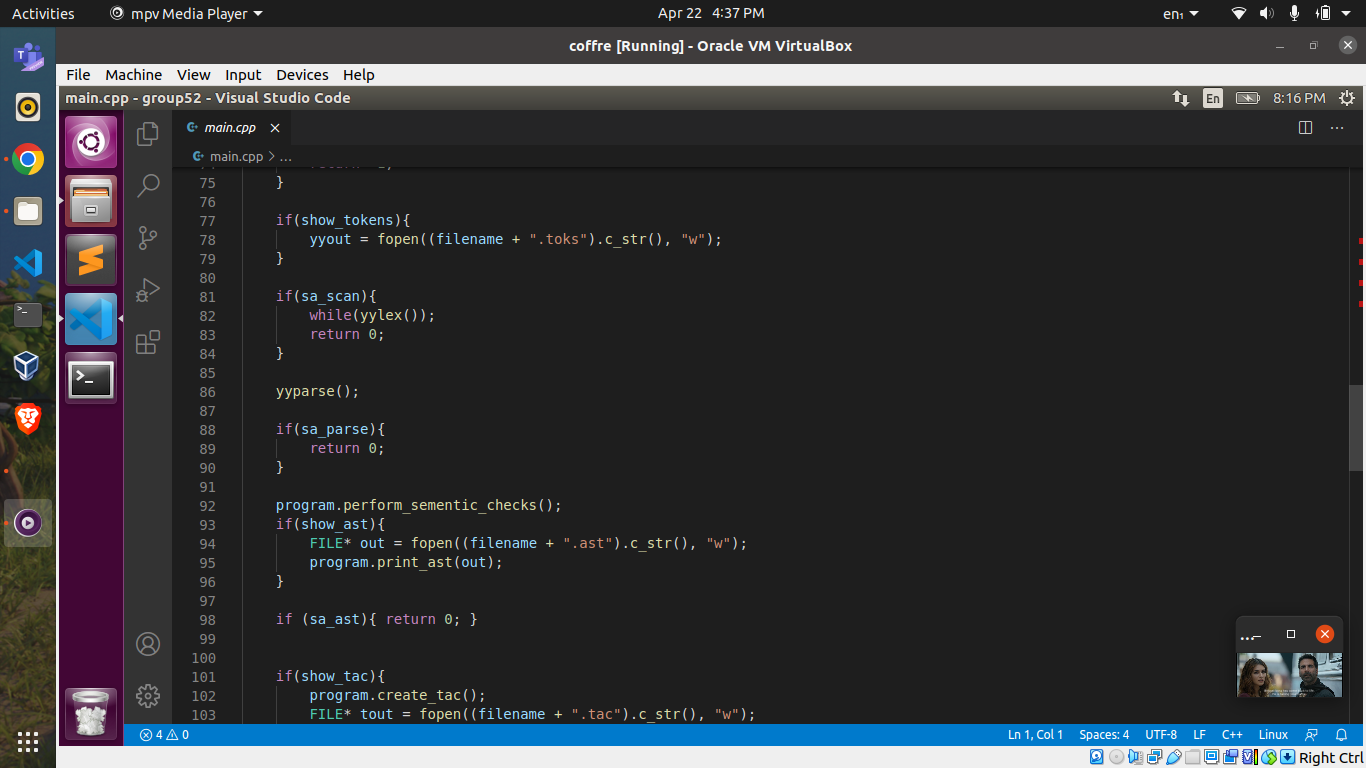 Activities
mpv Media Player
Apr 22 4:37 PM
en₁
coffre [Running] - Oracle VM VirtualBox
File Machine View Input Devices Help
main.cpp - group52 - Visual Studio Code
En
8:16 PM
main.cpp
main.cpp > ...
75 }
76
77 if(show_tokens){
78 yyout = fopen((filename + ".toks").c_str(), "w");
79 }
80
81 if(sa_scan){
82 while(yylex());
83 return 0;
84 }
85
86 yyparse();
87
88 if(sa_parse){
89 return 0;
90 }
91
92 program.perform_sementic_checks();
93 if(show_ast){
94 FILE* out = fopen((filename + ".ast").c_str(), "w");
95 program.print_ast(out);
96 }
97
98 if (sa_ast){ return 0; }
99
100
101 if(show_tac){
102 program.create_tac();
103 FILE* tout = fopen((filename + ".tac").c_str(), "w");
4 0
Ln 1, Col 1
Spaces: 4
UTF-8
LF
C++
Linux
Right Ctrl